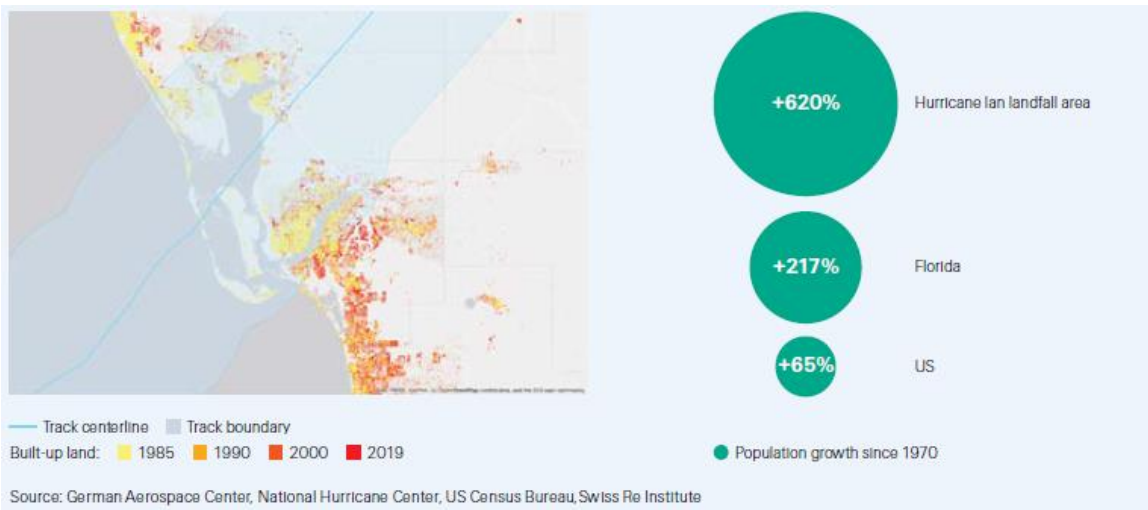 +620%
Hurricane Ian landfall area
+217%
Florida
+65%
US
Track centerline Track boundary
Built-up land: 1985 1990 2000 2019
Population growth since 1970
Source: German Aerospace Center, National Hurricane Center, US Census Bureau, Swiss Re Institute